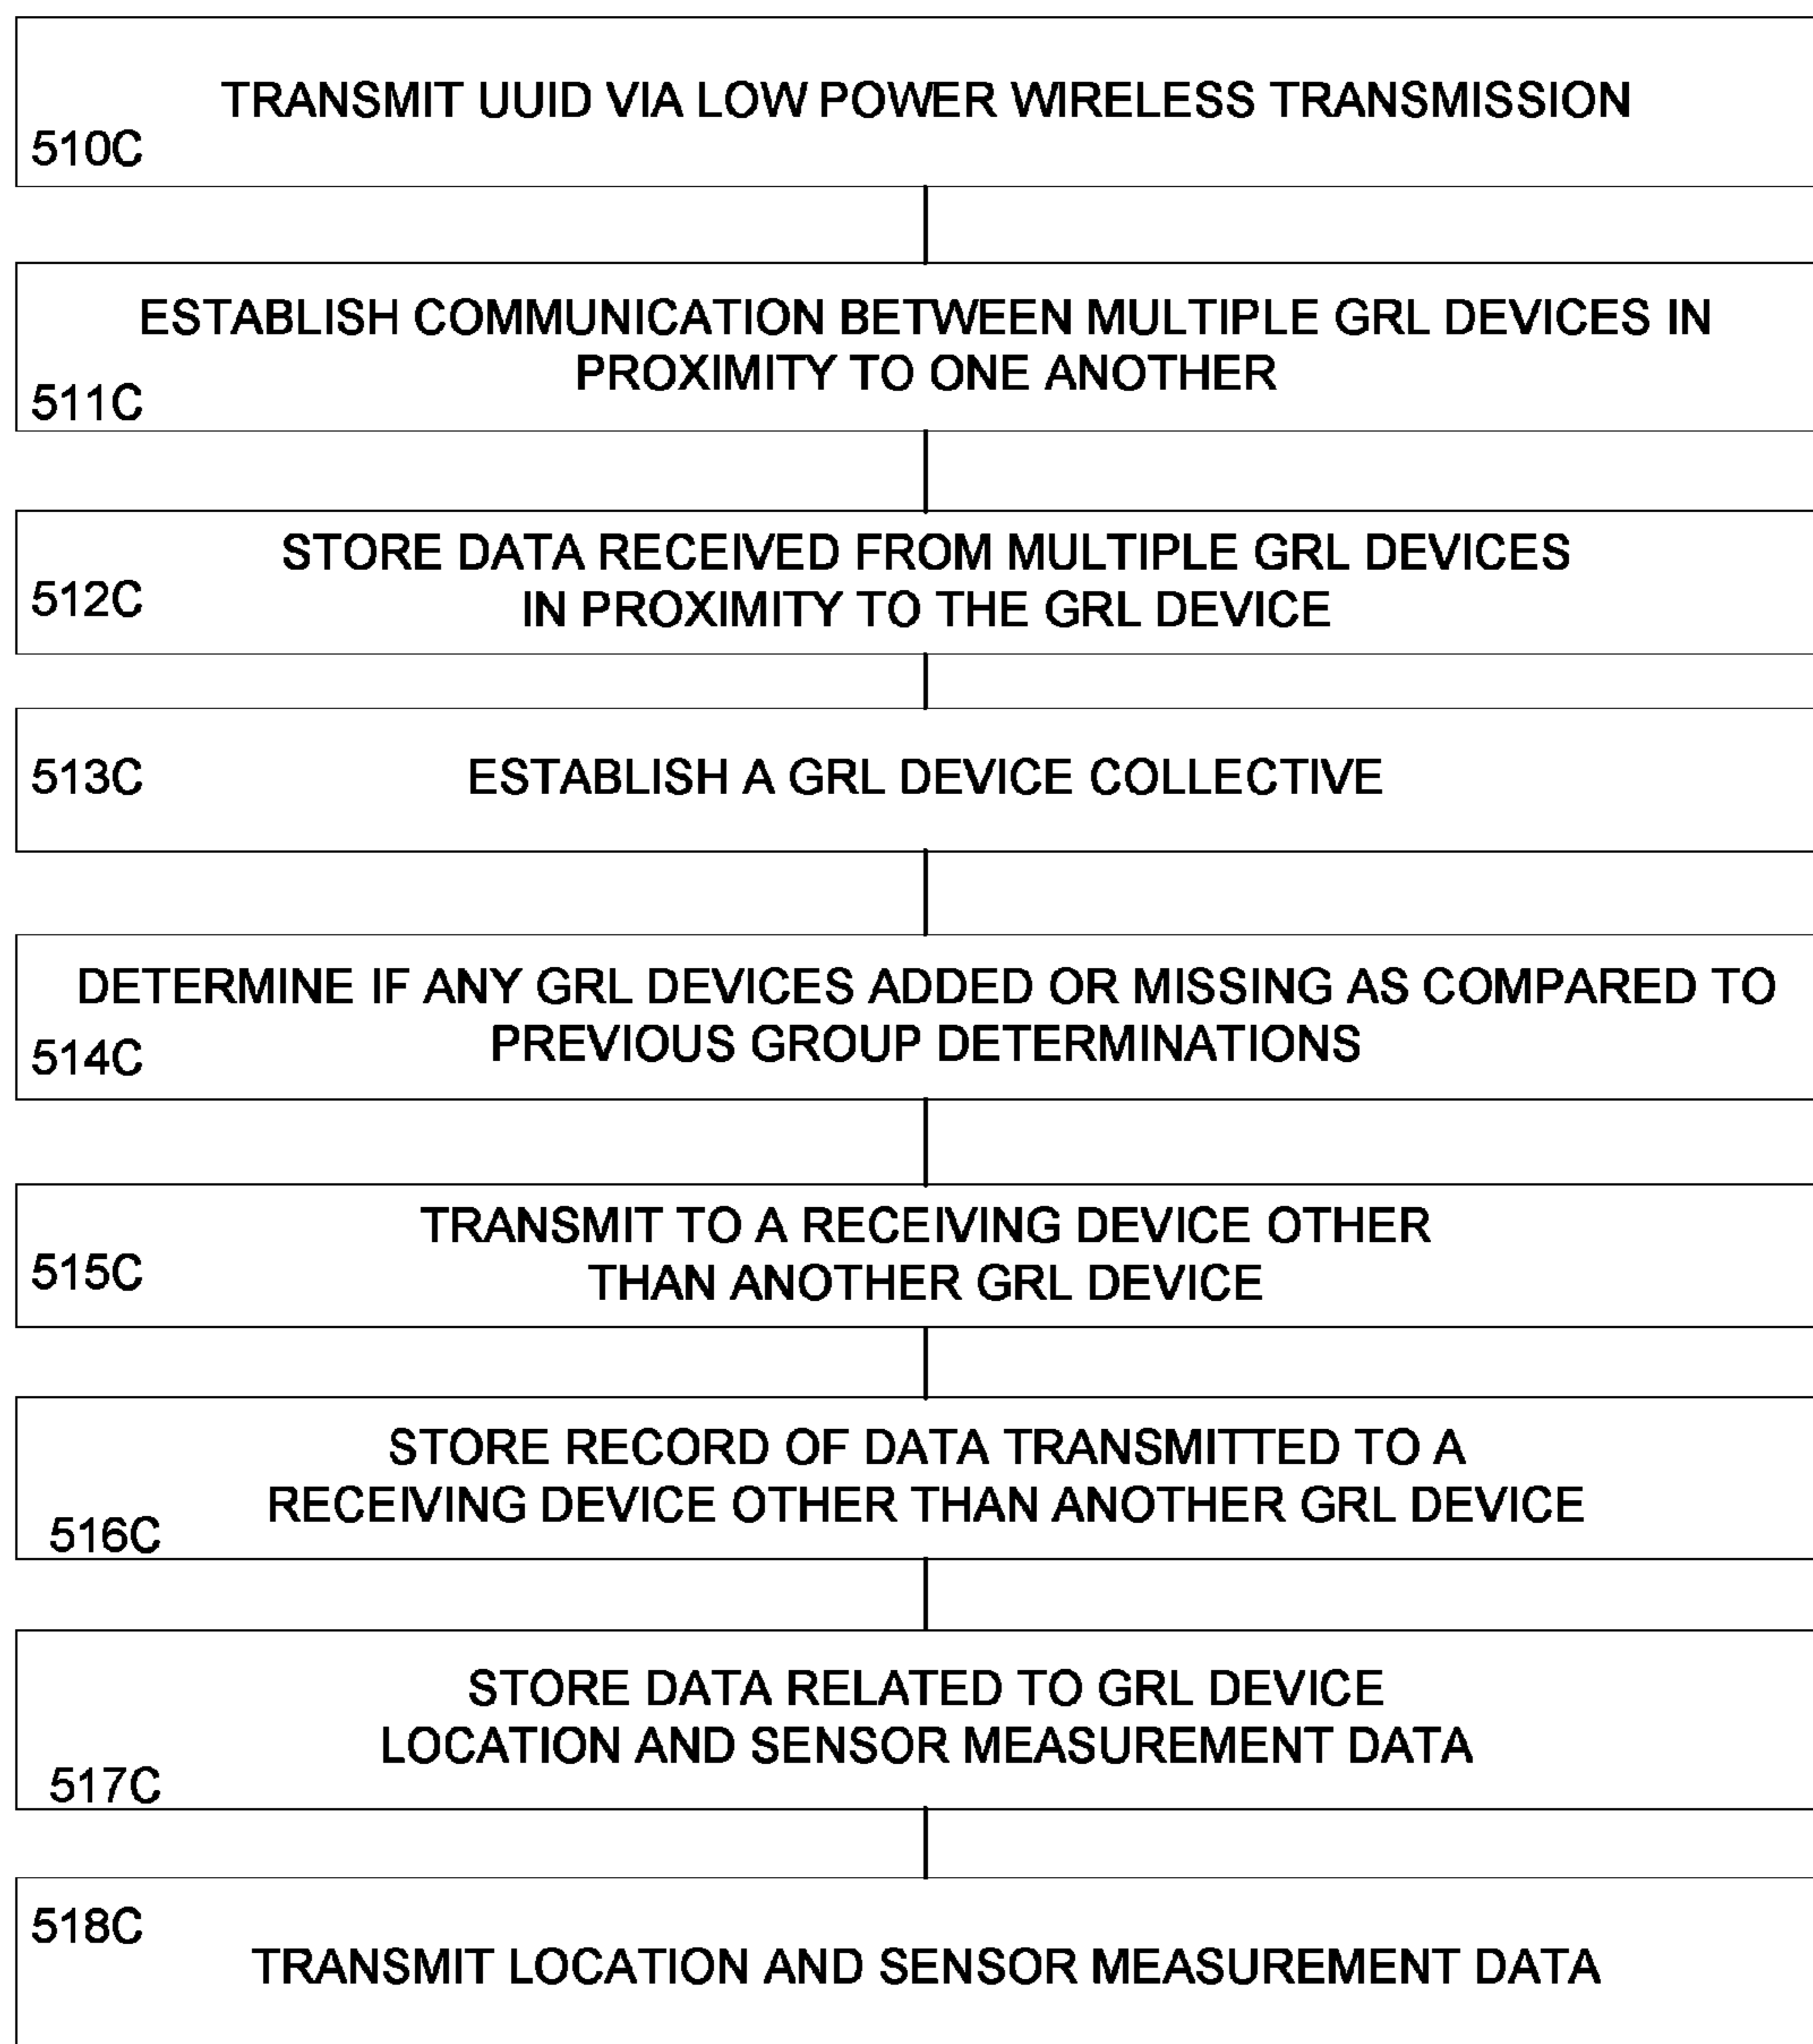 TRANSMIT UUID VIA LOW POWER WIRELESS TRANSMISSION
510C
ESTABLISH COMMUNICATION BETWEEN MULTIPLE GRL DEVICES IN
PROXIMITY TO ONE ANOTHER
511C
STORE DATA RECEIVED FROM MULTIPLE GRL DEVICES
512C
IN PROXIMITY TO THE GRL DEVICE
513C ESTABLISH A GRL DEVICE COLLECTIVE
DETERMINE IF ANY GRL DEVICES ADDED OR MISSING AS COMPARED TO
PREVIOUS GROUP DETERMINATIONS
514C
TRANSMIT TO A RECEIVING DEVICE OTHER
515C
THAN ANOTHER GRL DEVICE
STORE RECORD OF DATA TRANSMITTED TO A
RECEIVING DEVICE OTHER THAN ANOTHER GRL DEVICE
516C
STORE DATA RELATED TO GRL DEVICE
LOCATION AND SENSOR MEASUREMENT DATA
517C
518C
TRANSMIT LOCATION AND SENSOR MEASUREMENT DATA